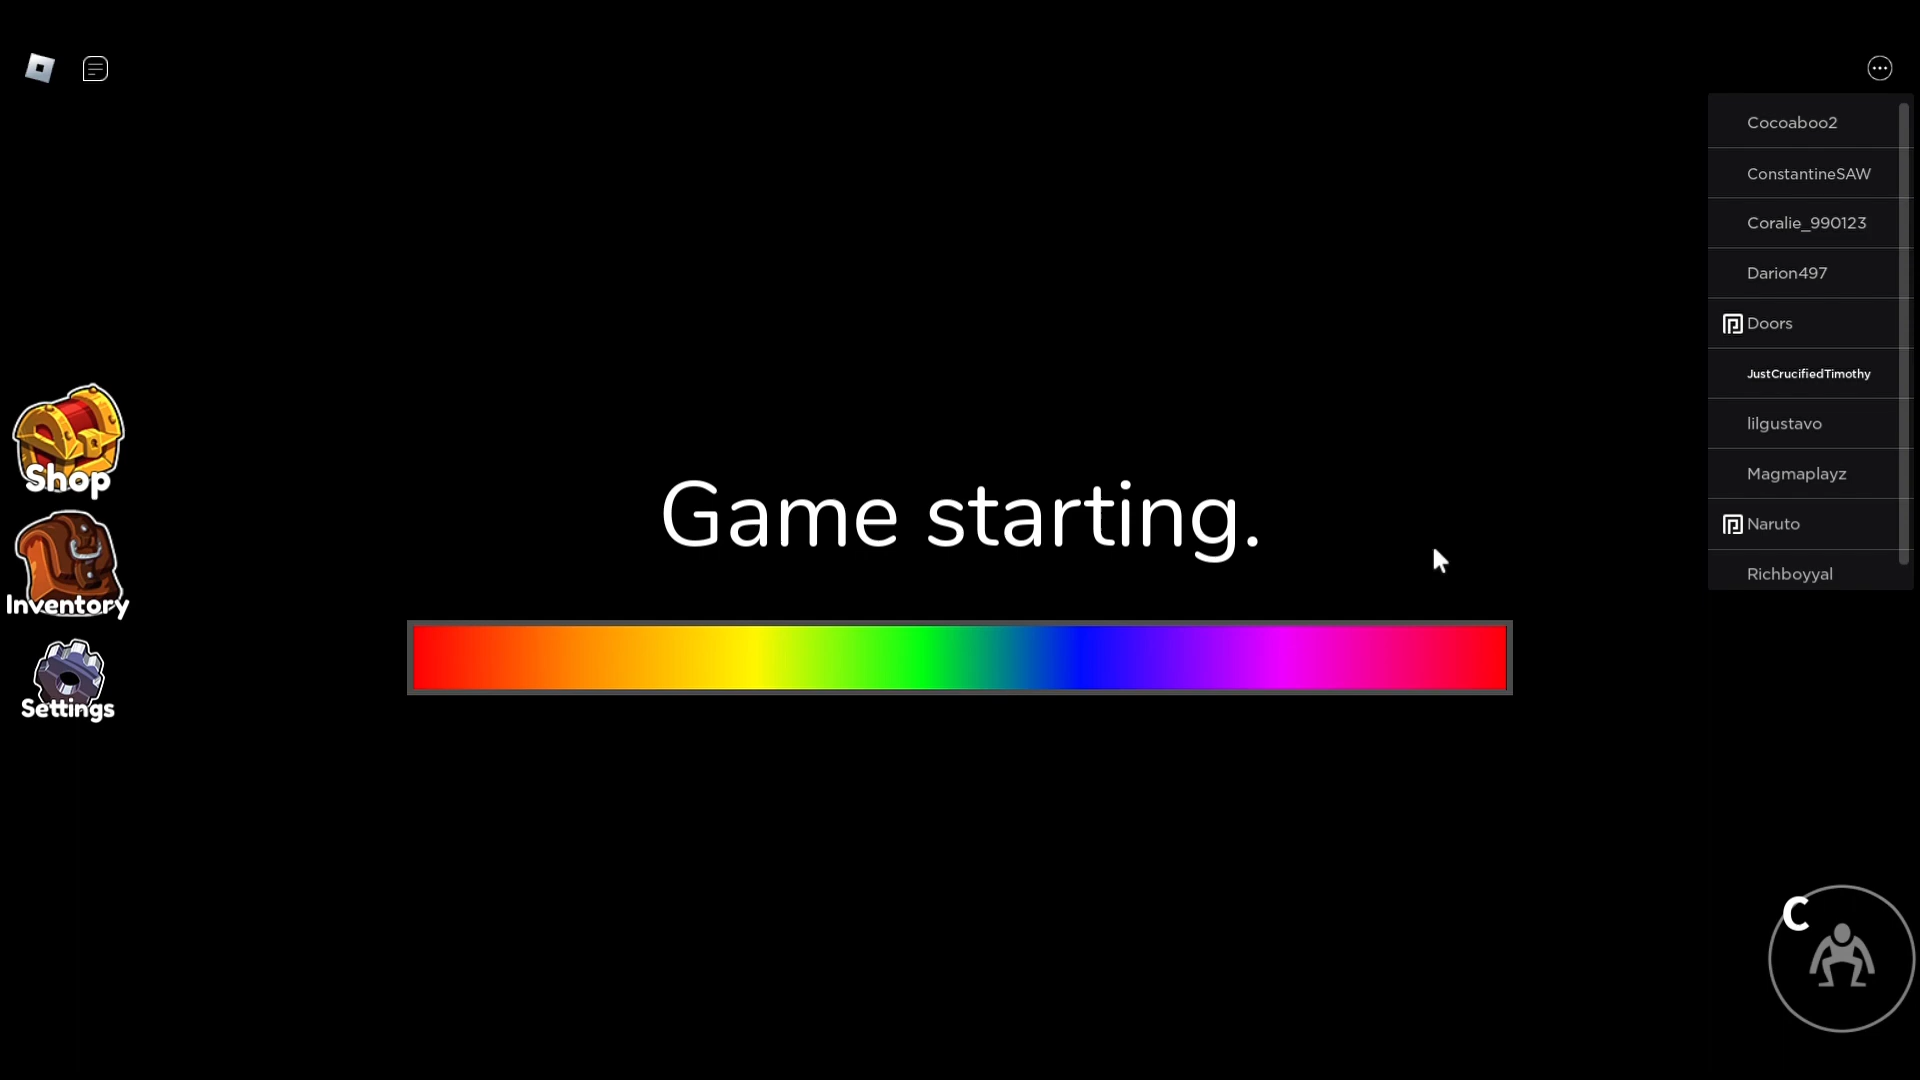 Cocoaboo2
ConstantineSAW
Coralie_990123
Darion497
Doors
JustCrucifiedTimothy
lilgustavo
Magmaplayz
Naruto
Richboyyal
Shop
Inventory
Settings
Game starting.
C